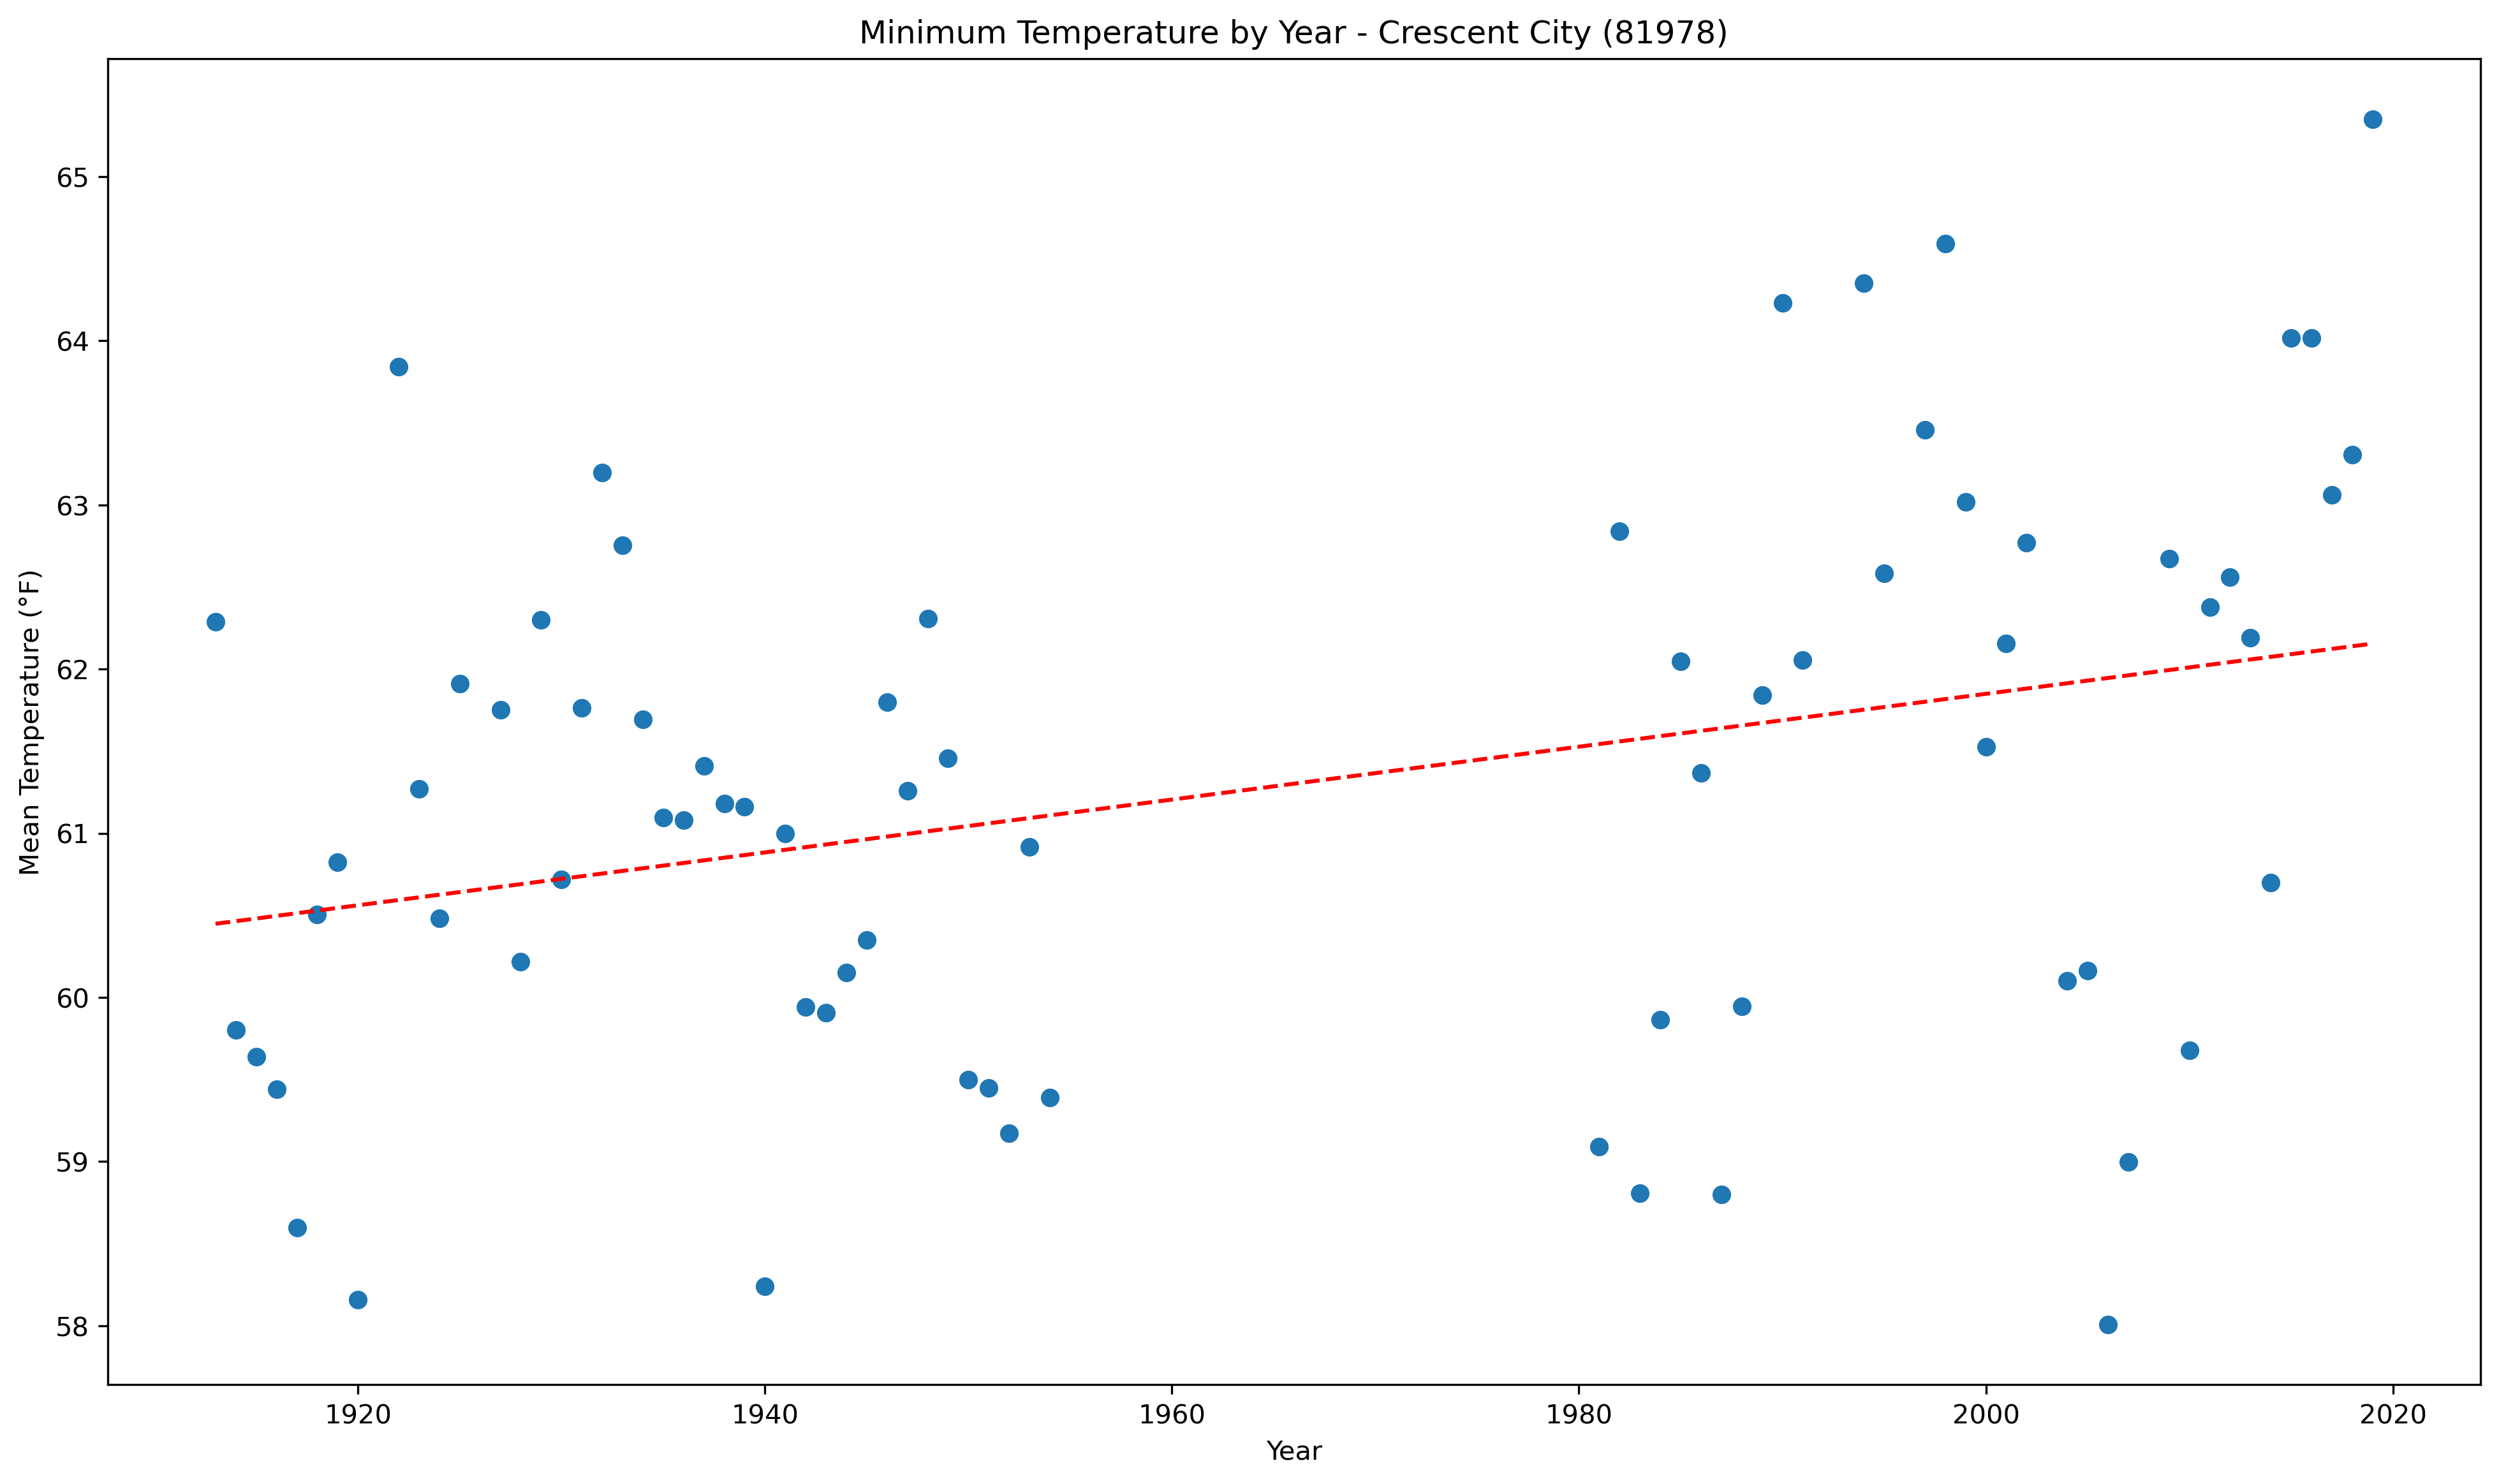 Minimum Temperature by Year - Crescent City (81978)
Mean Temperature (°F)
65
64
63
62
61
60
59
58
1920 1940 1960 1980 2000 2020
Year